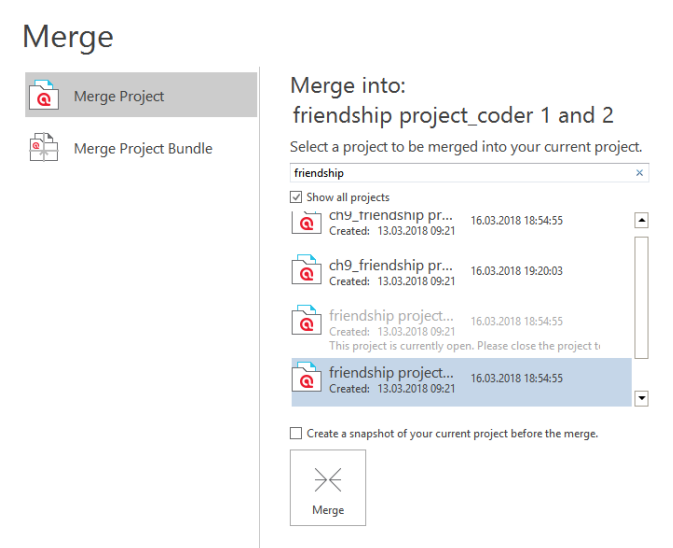 Merge
Merge Project
Merge Project Bundle
Merge into:
friendship project_coder 1 and 2
Select a project to be merged into your current project.
friendship
Show all projects
ch9_friendship pr... 16.03.2018 18:54:55
Created: 13.03.2018 09:21
ch9_friendship pr... 16.03.2018 19:20:03
Created: 13.03.2018 09:21
friendship project... 16.03.2018 18:54:55
Created: 13.03.2018 09:21
This project is currently open. Please close the project to
friendship project... 16.03.2018 18:54:55
Created: 13.03.2018 09:21
Create a snapshot of your current project before the merge.
Merge